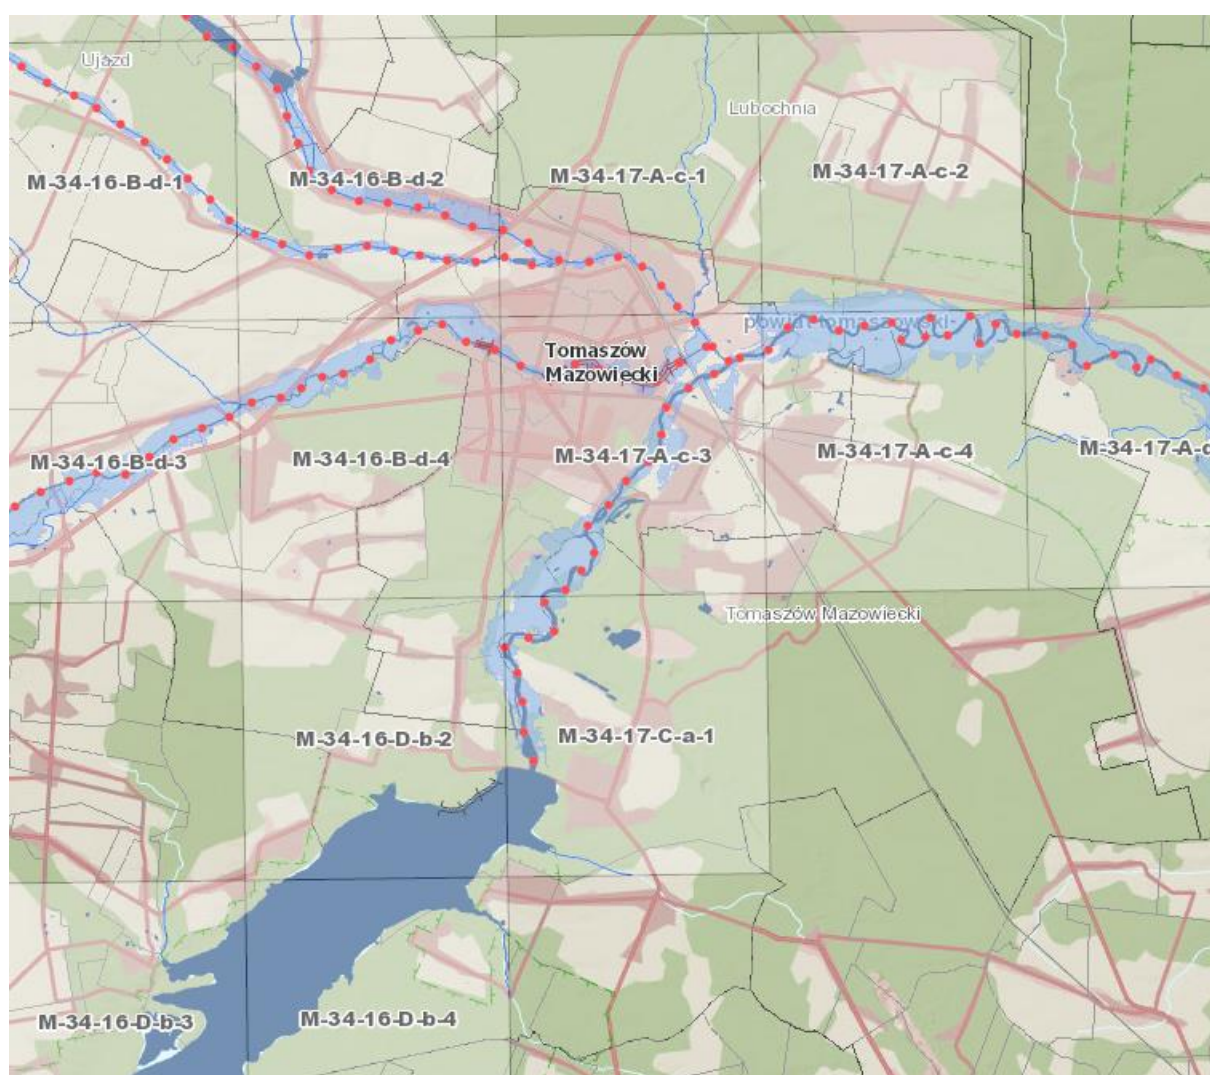 Ujazd
Lubochnia
M-34-16-B-d-1
M-34-16-B-d-2
M-34-17-A-c-1
M-34-17-A-c-2
powiat tomaszowski
Tomaszów
Mazowiecki
M-34-16-B-d-3
M-34-16-B-d-4
M-34-17-A-c-3
M-34-17-A-c-4
M-34-17-A-d
Tomaszów Mazowiecki
M-34-16-D-b-2
M-34-17-C-a-1
M-34-16-D-b-3
M-34-16-D-b-4